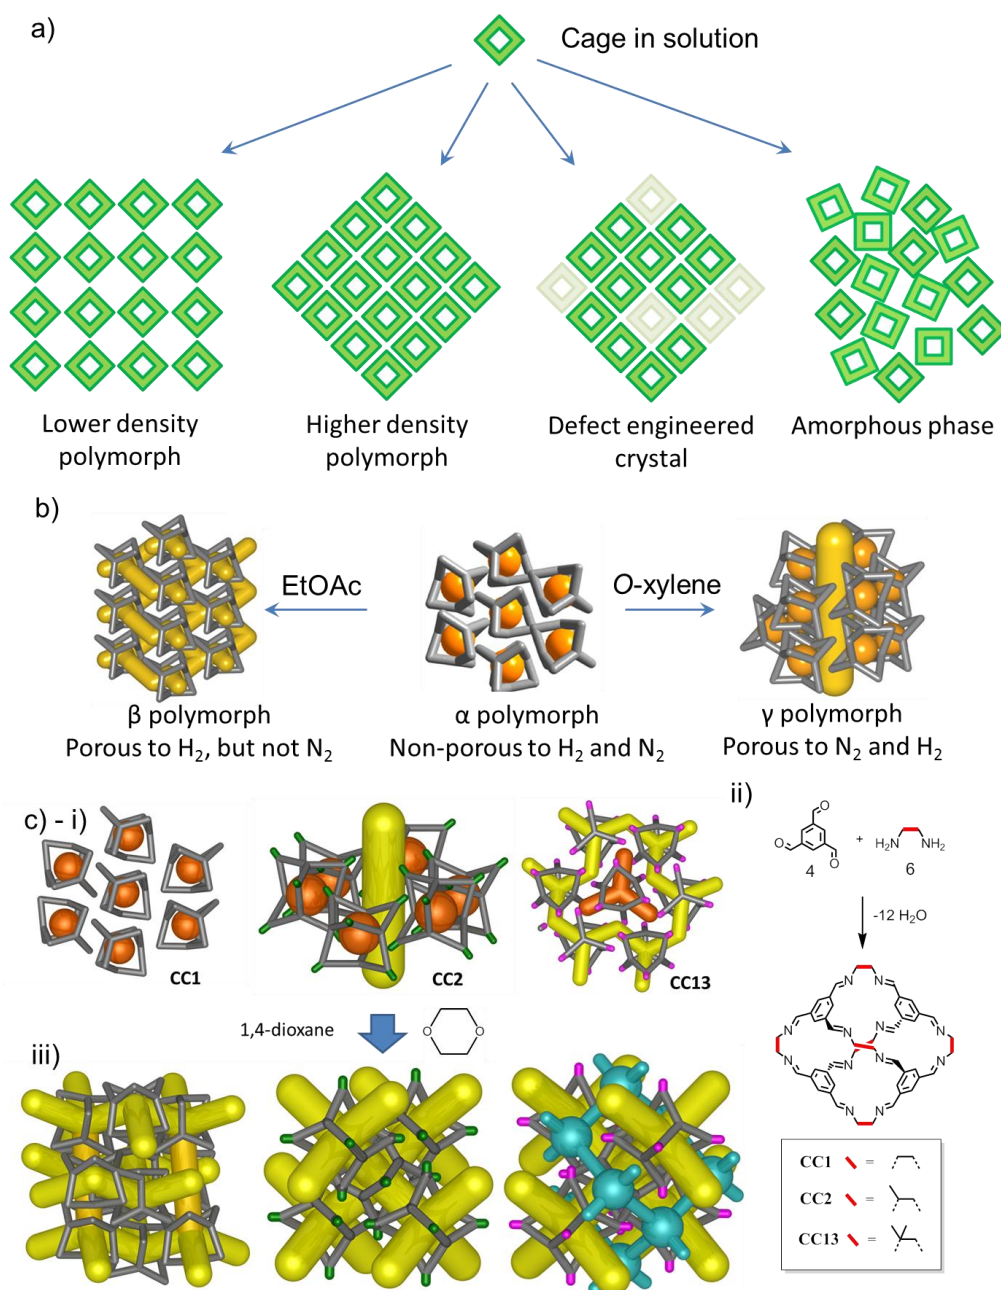 a)
Cage in solution
Lower density
polymorph
Higher density
polymorph
Defect engineered
crystal
Amorphous phase
b)
EtOAc
O-xylene
β polymorph
Porous to H₂, but not N₂
α polymorph
Non-porous to H₂ and N₂
γ polymorph
Porous to N₂ and H₂
c) - i)
CC1
CC2
CC13
ii)
O
O
O
4
+
H₂N
NH₂
6
-12 H₂O
N
N
N
N
N
N
N
N
N
N
N
N
1,4-dioxane
O
O
iii)
CC1 =
CC2 =
CC13 =